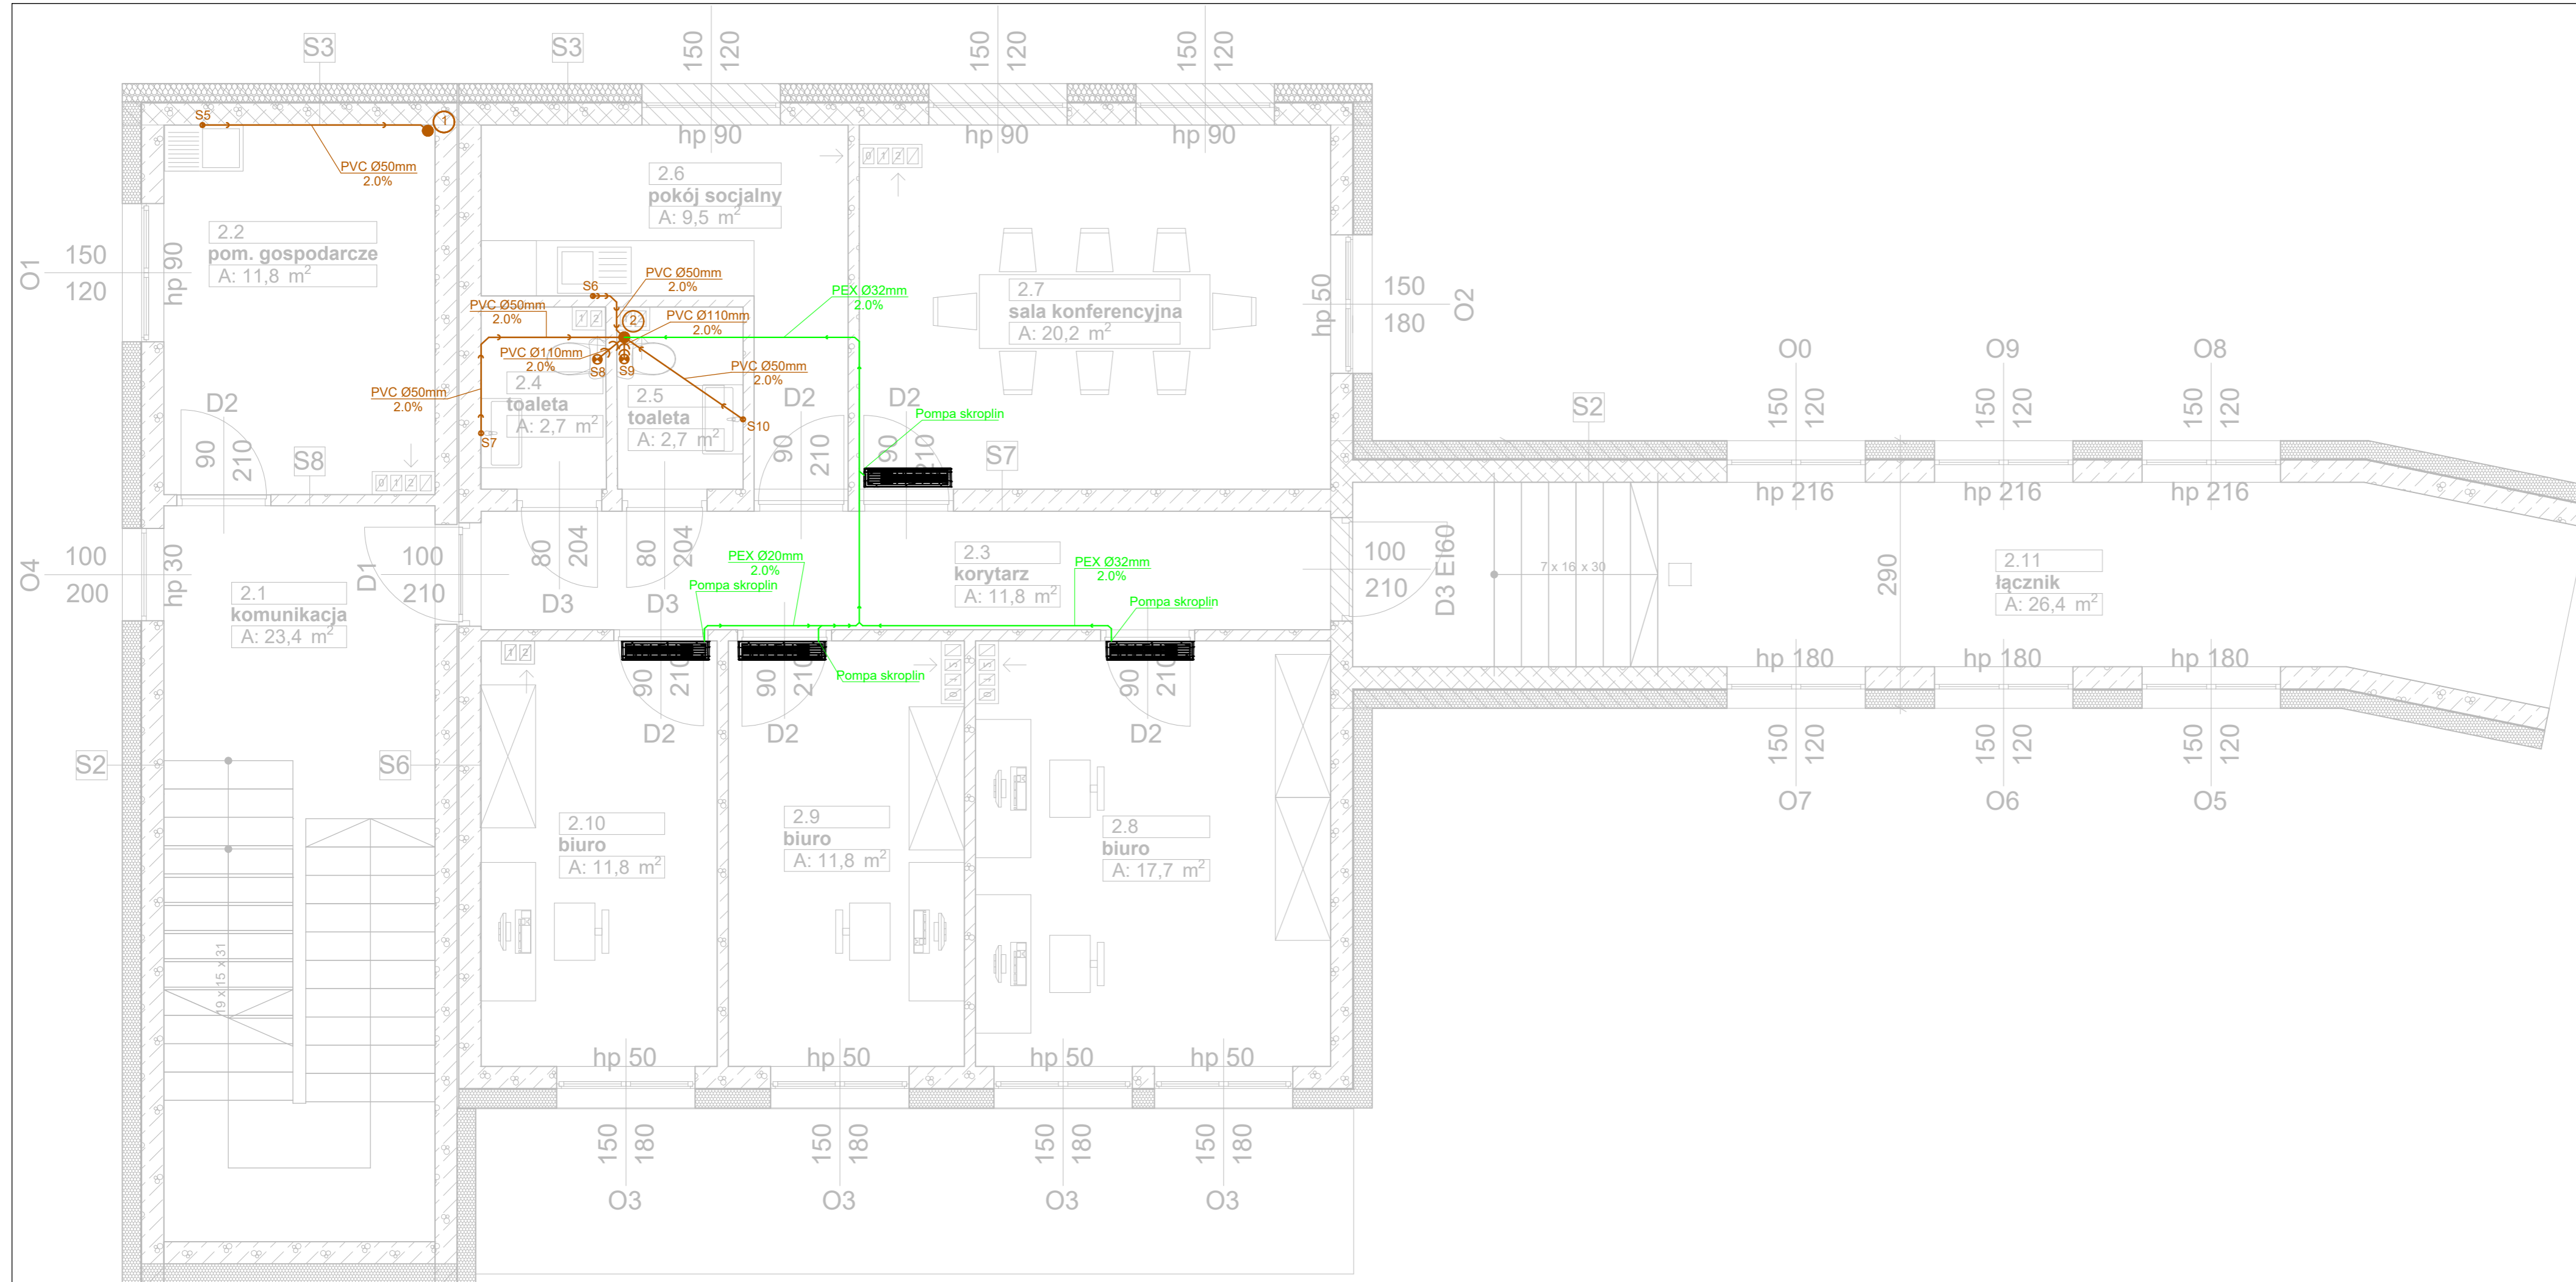 S3
S3
150
120
150
120
150
120
S5
1
PVC Ø50mm
2.0%
hp 90
hp 90
hp 90
0 1 2
2.6
pokój socjalny
A: 9,5 m²
2.2
pom. gospodarcze
A: 11,8 m²
O1
150
120
hp 90
S6
PVC Ø50mm
2.0%
PVC Ø50mm
2.0%
1 2
2
PVC Ø110mm
2.0%
PVC Ø110mm
2.0%
S8
S9
PVC Ø50mm
2.0%
PVC Ø50mm
2.0%
PEX Ø32mm
2.0%
2.7
sala konferencyjna
A: 20,2 m²
hp 50
150
180
O2
2.4
toaleta
A: 2,7 m²
2.5
toaleta
A: 2,7 m²
S7
S10
D2
90
210
S8
0 1 2
D2
90
210
D2
90
210
Pompa skroplin
S7
S2
O0
150
120
O9
150
120
O8
150
120
hp 216
hp 216
hp 216
O4
100
200
hp 30
2.1
komunikacja
A: 23,4 m²
D1
100
210
80
204
D3
80
204
D3
PEX Ø20mm
2.0%
Pompa skroplin
2.3
korytarz
A: 11,8 m²
PEX Ø32mm
2.0%
Pompa skroplin
100
210
D3 EI60
7 x 16 x 30
290
2.11
łącznik
A: 26,4 m²
hp 180
hp 180
hp 180
150
120
O7
150
120
O6
150
120
O5
1 2
90
210
D2
90
210
D2
Pompa skroplin
90
210
D2
S2
S6
2.10
biuro
A: 11,8 m²
2.9
biuro
A: 11,8 m²
2.8
biuro
A: 17,7 m²
19 x 15 x 31
hp 50
hp 50
hp 50
hp 50
150
180
O3
150
180
O3
150
180
O3
150
180
O3